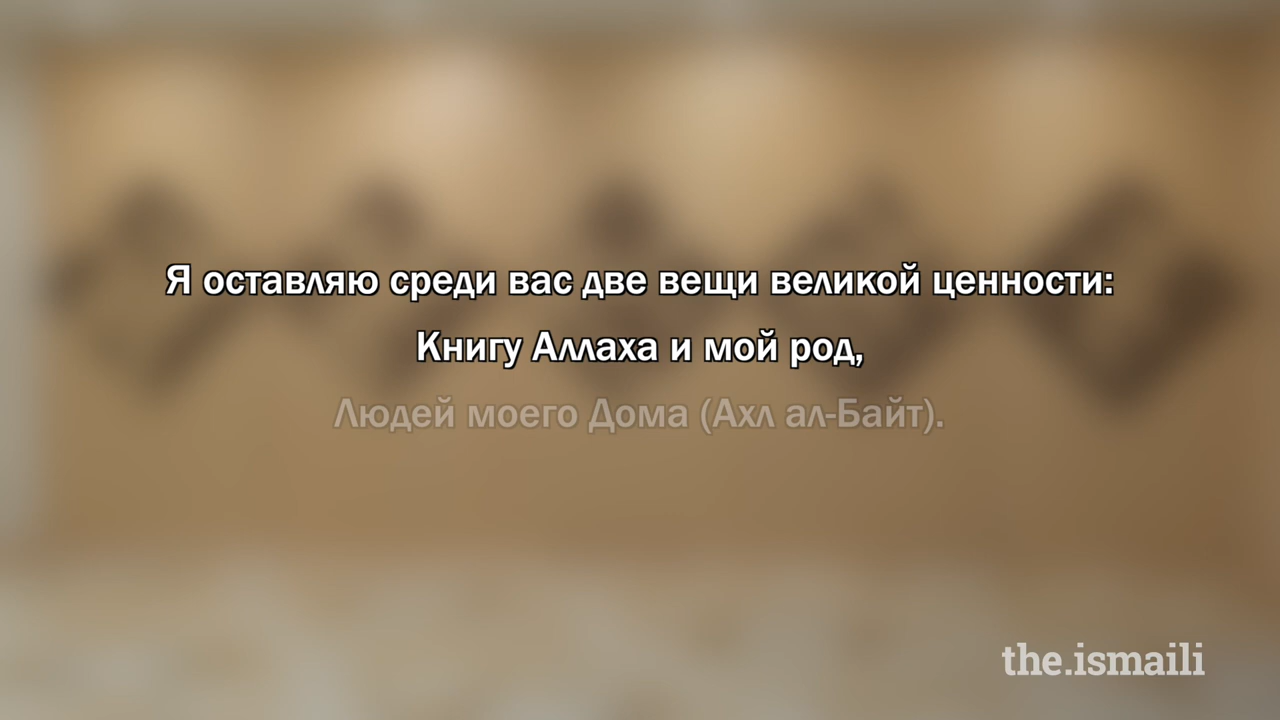 Я оставляю среди вас две вещи великой ценности:
Книгу Аллаха и мой род,
Людей моего Дома (Ахл ал-Байт).
the.ismaili